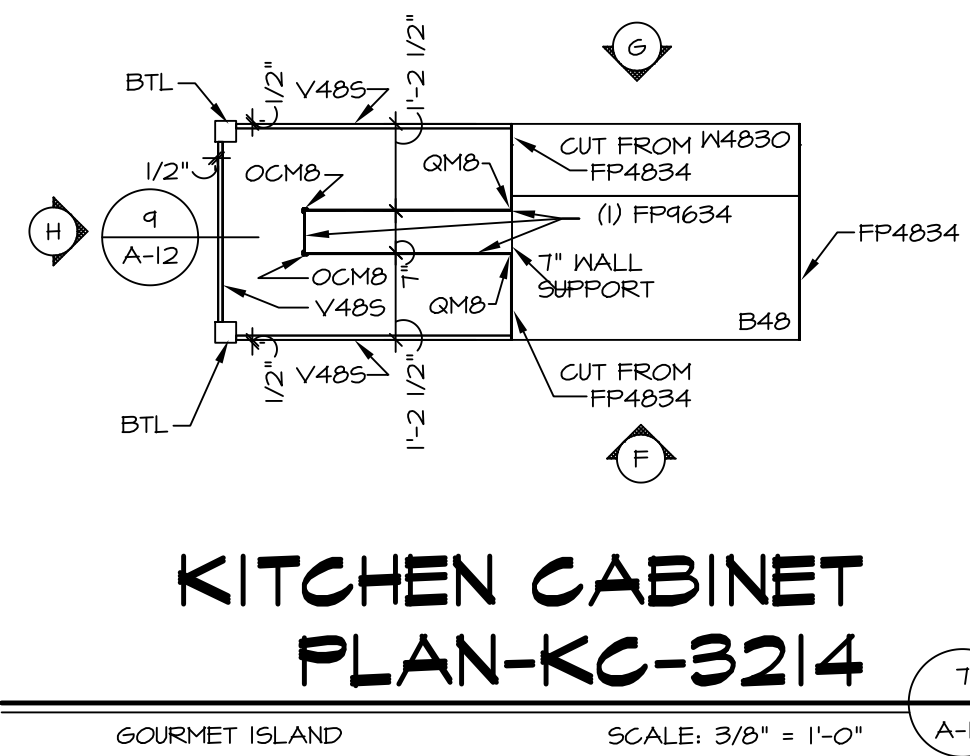 G
BTL
1/2"
V48S
1'-2 1/2"
CUT FROM
FP4834
W4830
1/2"
OCM8
QM8
(1) FP9634
H
9
A-12
FP4834
7" WALL
SUPPORT
OCM8
7"
V48S
QM8
B48
1/2"
V48S
1'-2 1/2"
CUT FROM
FP4834
BTL
F
KITCHEN CABINET
PLAN-KC-3214
7
GOURMET ISLAND
SCALE: 3/8" = 1'-0"